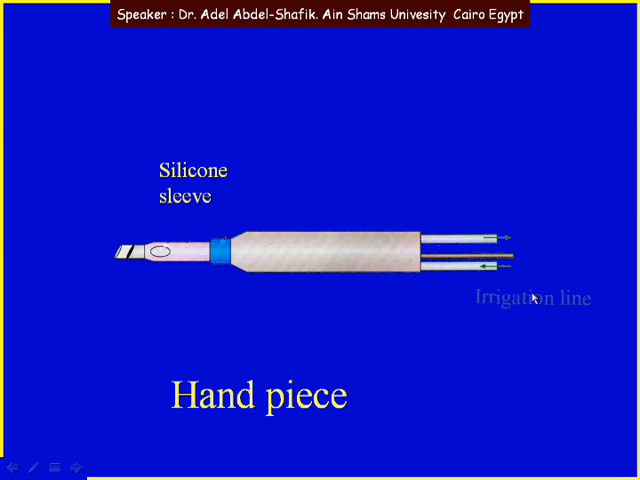 Speaker : Dr. Adel Abdel-Shafik. Ain Shams Univesity Cairo Egypt
Silicone
sleeve
Irrigation line
Hand piece